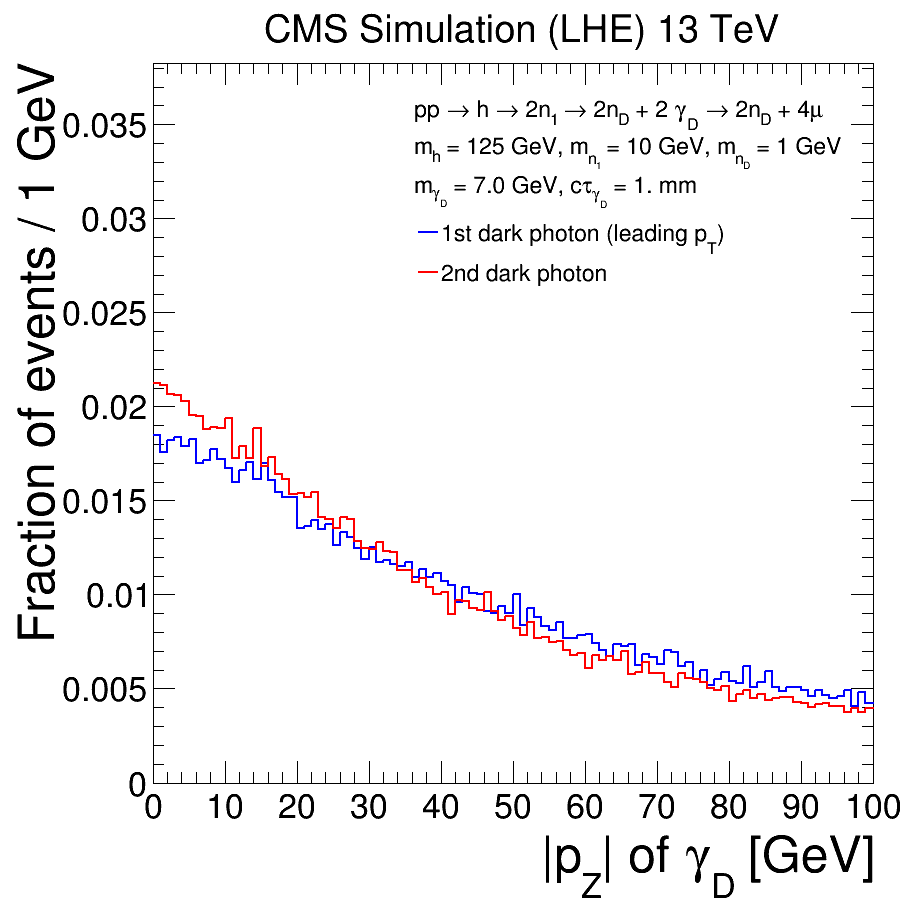 CMS Simulation (LHE) 13 TeV
Fraction of events / 1 GeV
0.035
0.03
0.025
0.02
0.015
0.01
0.005
0
pp → h → 2n₁ → 2n_D + 2 γ_D → 2n_D + 4μ
m_h = 125 GeV, m_n₁ = 10 GeV, m_n_D = 1 GeV
m_γ_D = 7.0 GeV, cτ_γ_D = 1. mm
1st dark photon (leading p_T)
2nd dark photon
0 10 20 30 40 50 60 70 80 90 100
|p_Z| of γ_D [GeV]